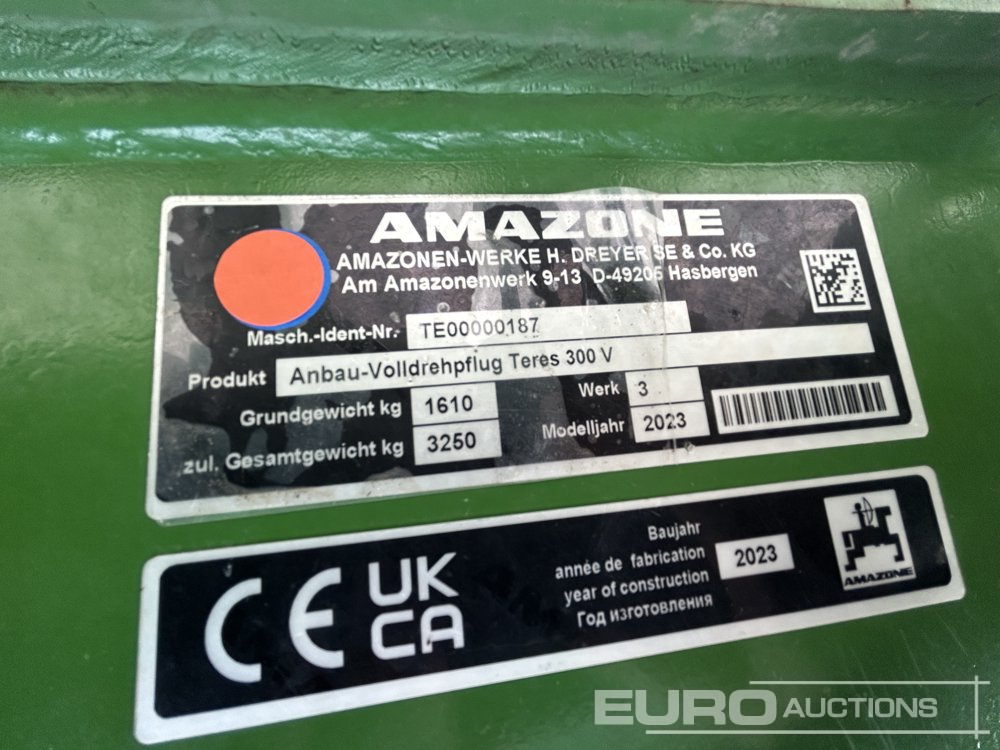 AMAZONE
AMAZONEN-WERKE H. DREYER SE & Co. KG
Am Amazonenwerk 9-13 D-49205 Hasbergen
Masch.-Ident-Nr. TE00000187
Produkt Anbau-Volldrehpflug Teres 300 V
Grundgewicht kg 1610 Werk 3
zul. Gesamtgewicht kg 3250 Modelljahr 2023
CE UK CA
Baujahr
année de fabrication
year of construction
Год изготовления
2023
AMAZONE
EURO AUCTIONS